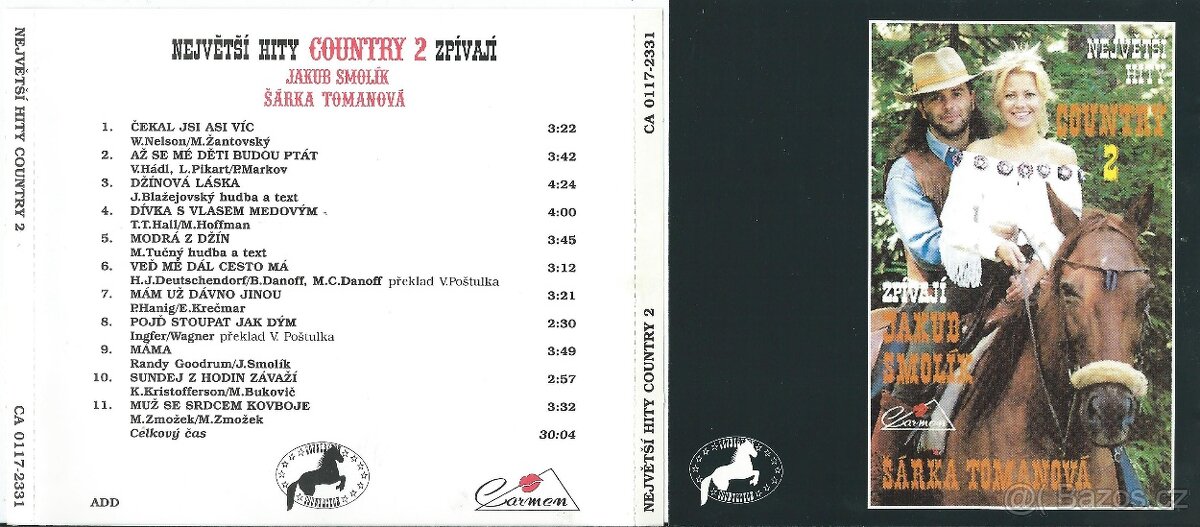 NEJVĚTŠÍ HITY COUNTRY 2
CA 0117-2331
NEJVĚTŠÍ HITY COUNTRY 2 ZPÍVAJÍ
JAKUB SMOLÍK
ŠÁRKA TOMANOVÁ
1. ČEKAL JSI ASI VÍC 3:22
W.Nelson/M.Žantovský
2. AŽ SE MÉ DĚTI BUDOU PTÁT 3:42
V.Hádl, L.Pikart/P.Markov
3. DŽÍNOVÁ LÁSKA 4:24
J.Blažejovský hudba a text
4. DÍVKA S VLASEM MEDOVÝM 4:00
T.T.Hall/M.Hoffman
5. MODRÁ Z DŽÍN 3:45
M.Tučný hudba a text
6. VEĎ MĚ DÁL CESTO MÁ 3:12
H.J.Deutschendorf/B.Danoff, M.C.Danoff překlad V.Poštulka
7. MÁM UŽ DÁVNO JINOU 3:21
P.Hanig/E.Krečmar
8. POJĎ STOUPAT JAK DÝM 2:30
Ingfer/Wagner překlad V. Poštulka
9. MÁMA 3:49
Randy Goodrum/J.Smolík
10. SUNDEJ Z HODIN ZÁVAŽÍ 2:57
K.Kristofferson/M.Bukovič
11. MUŽ SE SRDCEM KOVBOJE 3:32
M.Zmožek/M.Zmožek
Célkový čas 30:04
ADD
Carmen
CA 0117-2331
NEJVĚTŠÍ HITY COUNTRY 2
NEJVĚTŠÍ
HITY
COUNTRY
2
ZPÍVAJÍ
JAKUB
SMOLÍK
Carmen
ŠÁRKA TOMANOVÁ
Bazos.cz